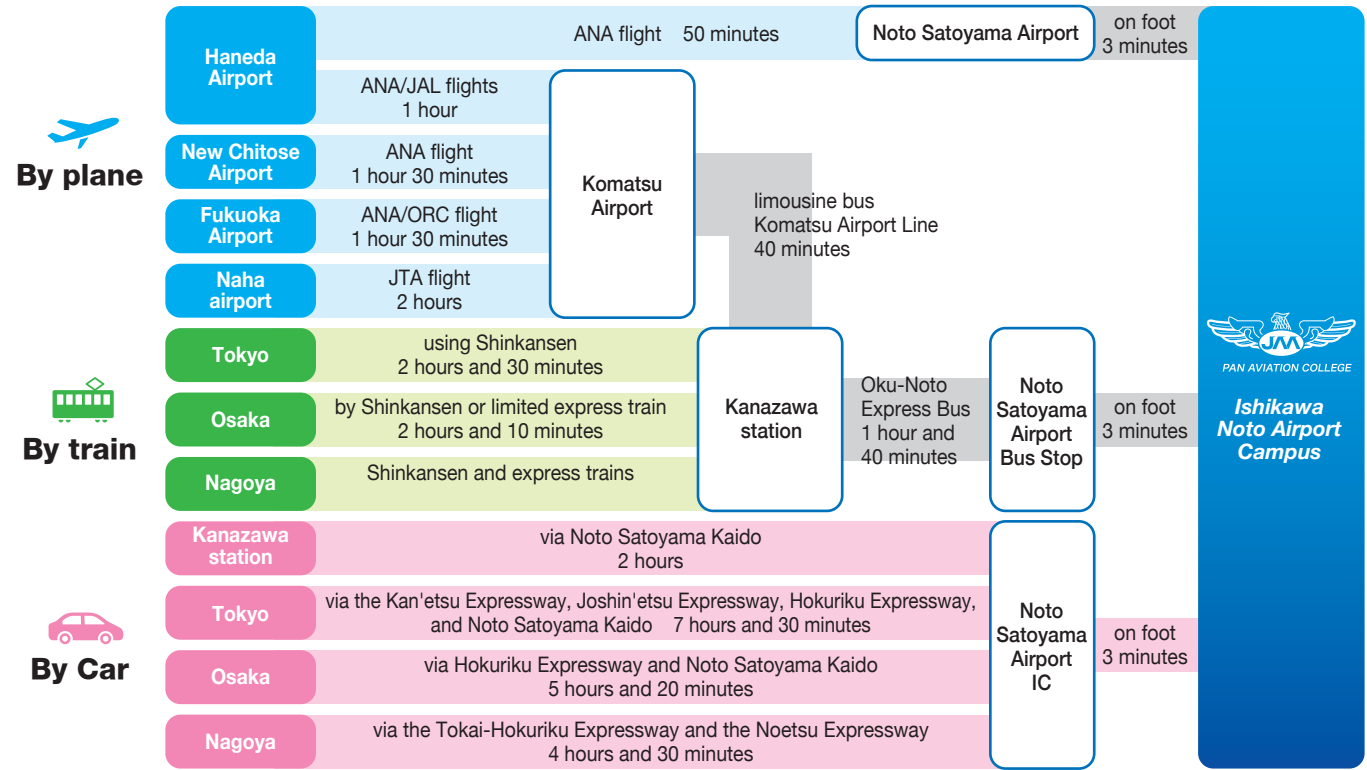 By plane
Haneda
Airport
ANA flight 50 minutes
Noto Satoyama Airport
on foot
3 minutes
ANA/JAL flights
1 hour
New Chitose
Airport
ANA flight
1 hour 30 minutes
Fukuoka
Airport
ANA/ORC flight
1 hour 30 minutes
Naha
airport
JTA flight
2 hours
Komatsu
Airport
limousine bus
Komatsu Airport Line
40 minutes
By train
Tokyo
using Shinkansen
2 hours and 30 minutes
Osaka
by Shinkansen or limited express train
2 hours and 10 minutes
Nagoya
Shinkansen and express trains
Kanazawa
station
Oku-Noto
Express Bus
1 hour and
40 minutes
Noto
Satoyama
Airport
Bus Stop
on foot
3 minutes
By Car
Kanazawa
station
via Noto Satoyama Kaido
2 hours
Tokyo
via the Kan'etsu Expressway, Joshin'etsu Expressway, Hokuriku Expressway,
and Noto Satoyama Kaido 7 hours and 30 minutes
Osaka
via Hokuriku Expressway and Noto Satoyama Kaido
5 hours and 20 minutes
Nagoya
via the Tokai-Hokuriku Expressway and the Noetsu Expressway
4 hours and 30 minutes
Noto
Satoyama
Airport
IC
on foot
3 minutes
JAA
PAN AVIATION COLLEGE
Ishikawa
Noto Airport
Campus